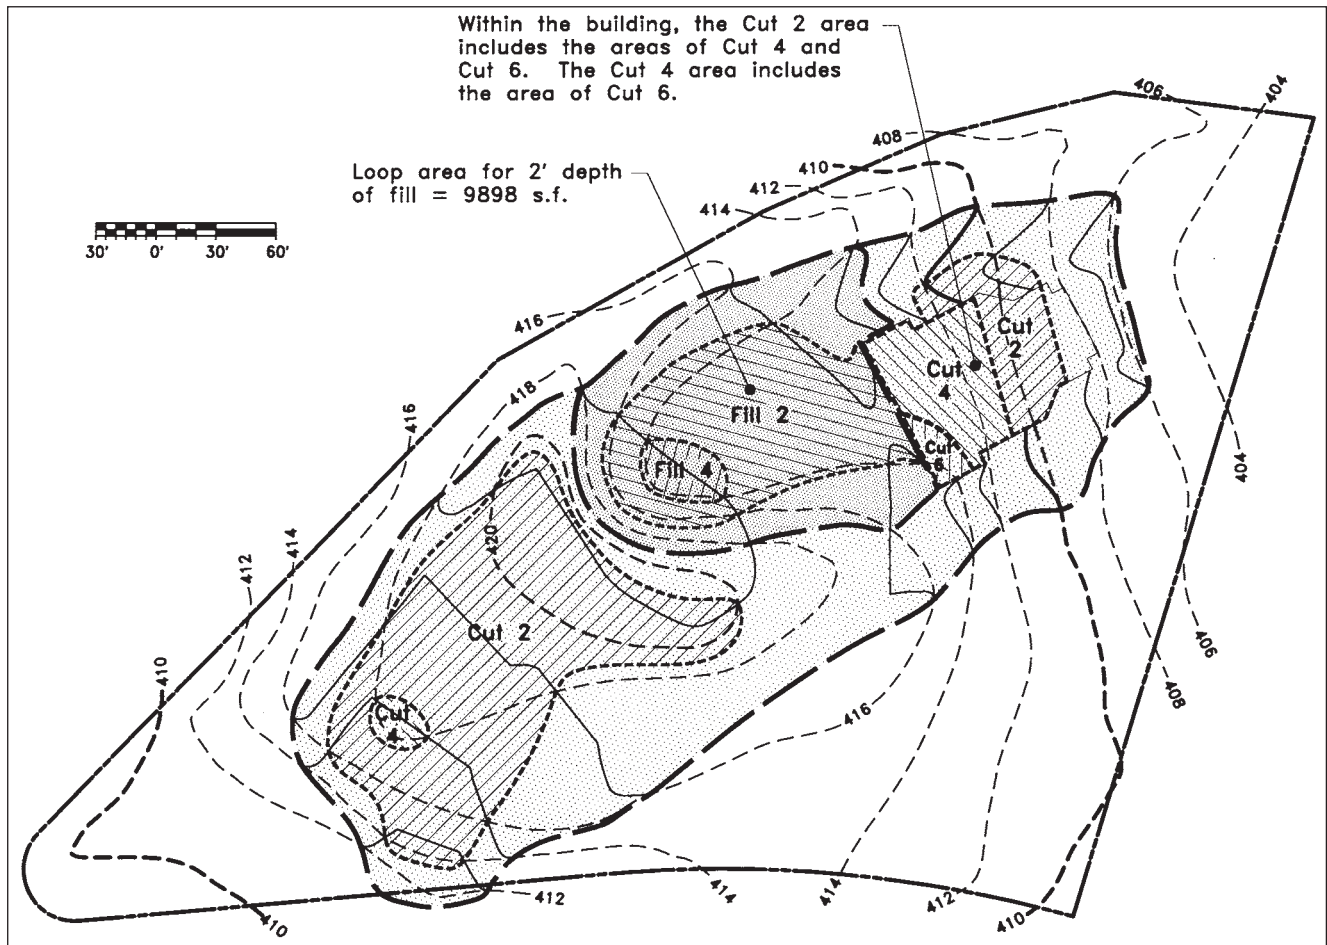 Within the building, the Cut 2 area
includes the areas of Cut 4 and
Cut 6. The Cut 4 area includes
the area of Cut 6.
406
404
408
410
Loop area for 2' depth
of fill = 9898 s.f.
412
414
30' 0' 30' 60'
416
Cut
2
Cut
4
418
416
Fill 2
Cut
6
Fill 4
404
420
414
412
Cut 2
406
410
408
Cut
4
416
414
412
414
412
410
410